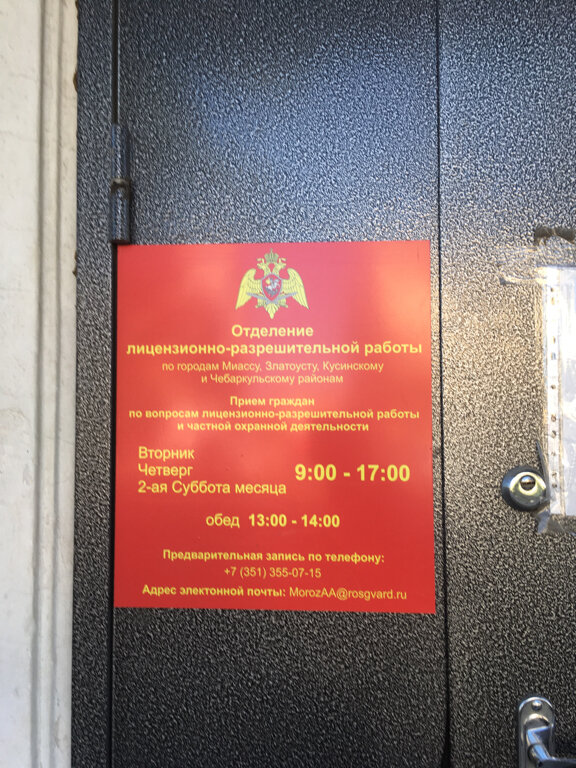 Отделение
лицензионно-разрешительной работы
по городам Миассу, Златоусту, Кусинскому
и Чебаркульскому районам
Прием граждан
по вопросам лицензионно-разрешительной работы
и частной охранной деятельности
Вторник
Четверг
2-ая Суббота месяца
9:00 - 17:00
обед 13:00 - 14:00
Предварительная запись по телефону:
+7 (351) 355-07-15
Адрес электонной почты: MorozAA@rosgvard.ru